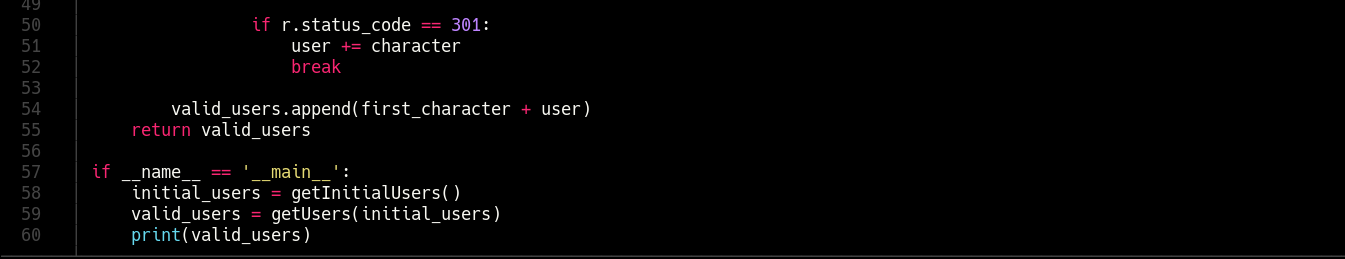 49
50 if r.status_code == 301:
51 user += character
52 break
53
54 valid_users.append(first_character + user)
55 return valid_users
56
57 if __name__ == '__main__':
58 initial_users = getInitialUsers()
59 valid_users = getUsers(initial_users)
60 print(valid_users)